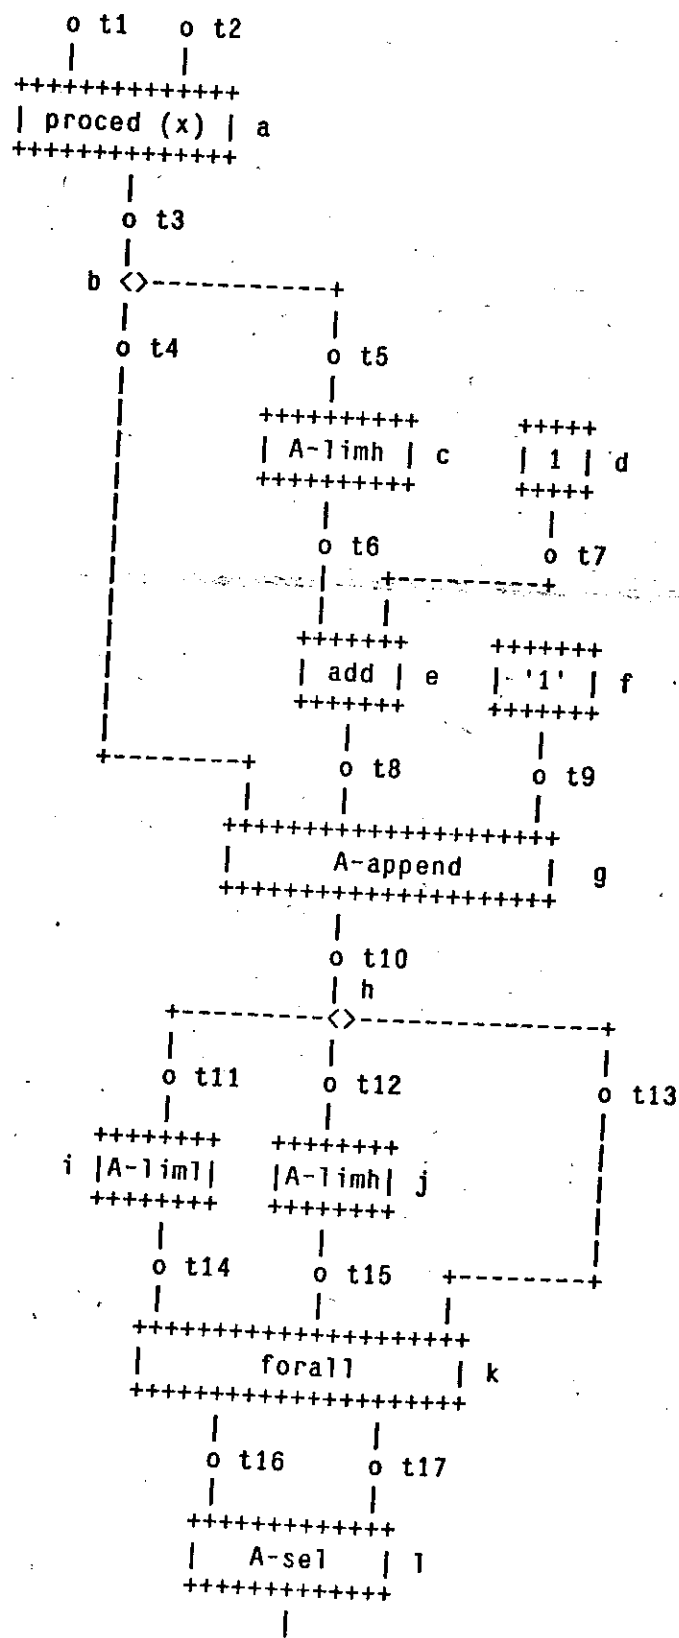 o t1 o t2
proced (x) a
o t3
b <>
o t4 o t5
A-limh c 1 d
o t6 o t7
add e '1' f
o t8 o t9
A-append g
o t10
h
<>
o t11 o t12 o t13
i A-liml A-limh j
o t14 o t15
forall k
o t16 o t17
A-sel l